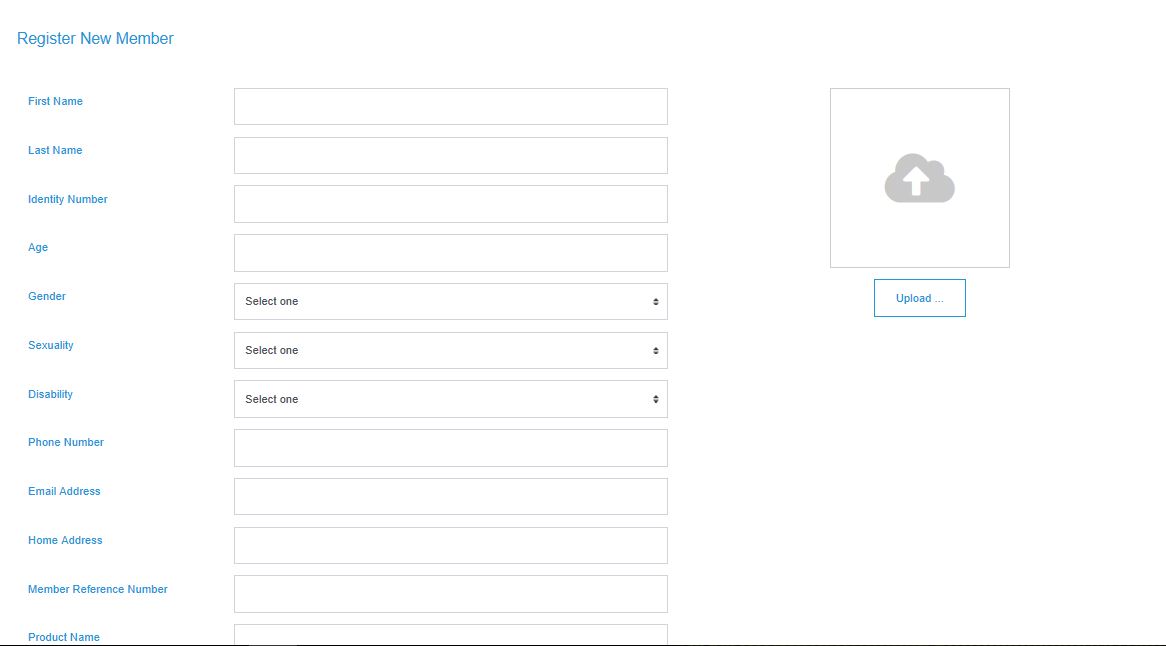 Register New Member
First Name
Last Name
Identity Number
Age
Gender
Select one
Sexuality
Select one
Disability
Select one
Phone Number
Email Address
Home Address
Member Reference Number
Product Name
Upload ...